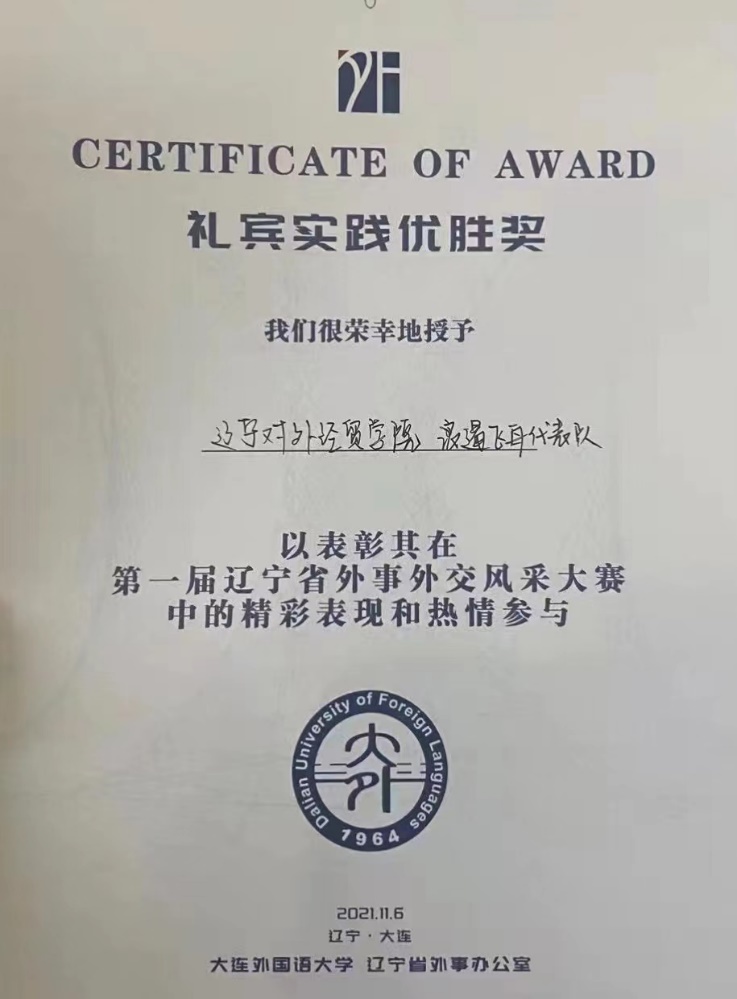 CERTIFICATE OF AWARD
礼宾实践优胜奖
我们很荣幸地授予
辽宁对外经贸学院 代表队
以表彰其在
第一届辽宁省外事外交风采大赛
中的精彩表现和热情参与
Dalian University of Foreign Languages
大外
1964
2021.11.6
辽宁·大连
大连外国语大学 辽宁省外事办公室